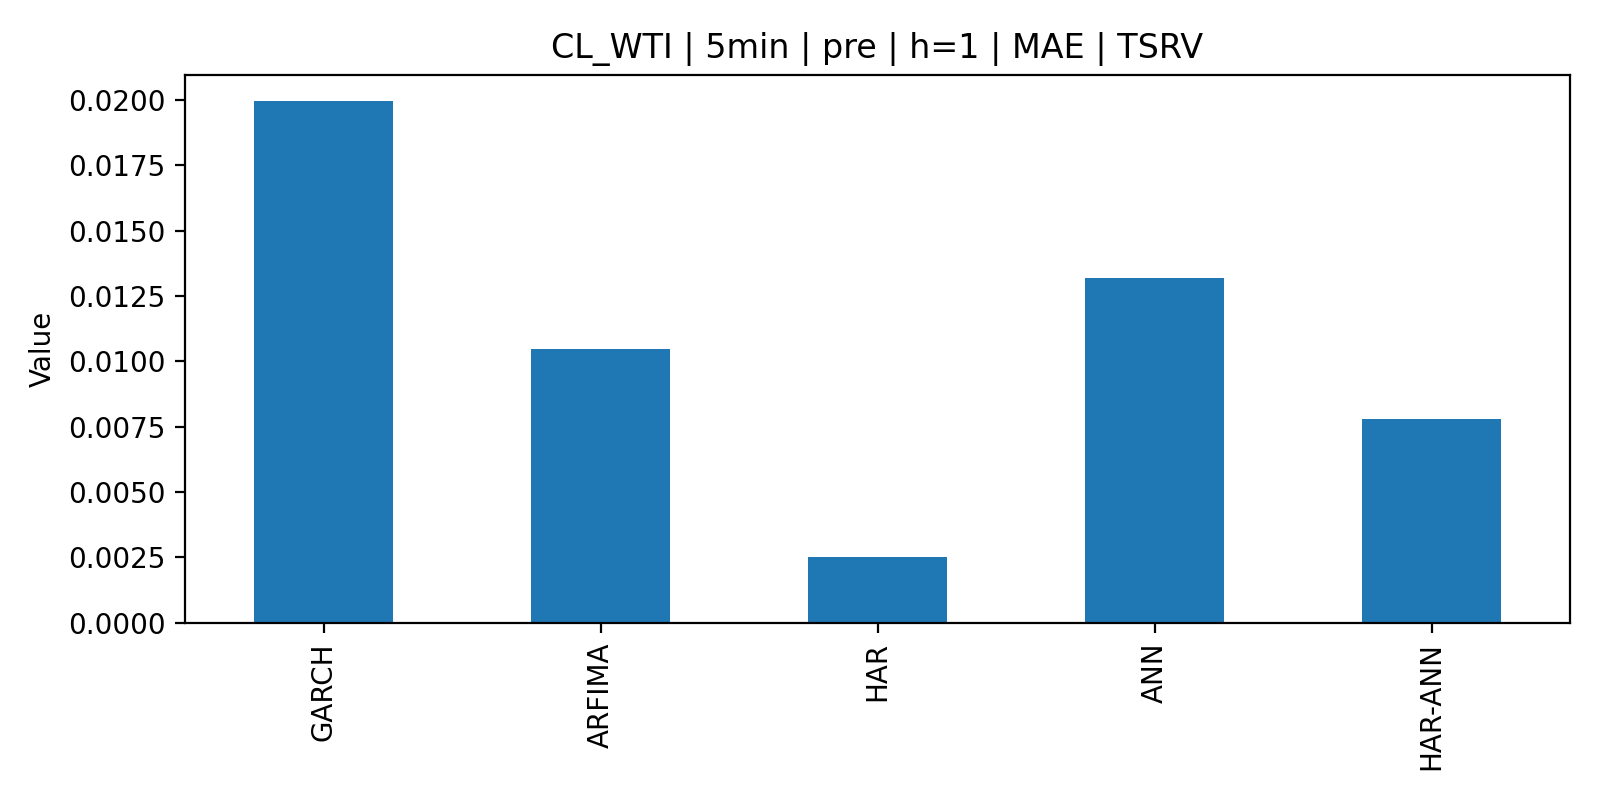 CL_WTI | 5min | pre | h=1 | MAE | TSRV
0.0200
0.0175
0.0150
0.0125
0.0100
0.0075
0.0050
0.0025
0.0000
Value
GARCH
ARFIMA
HAR
ANN
HAR-ANN